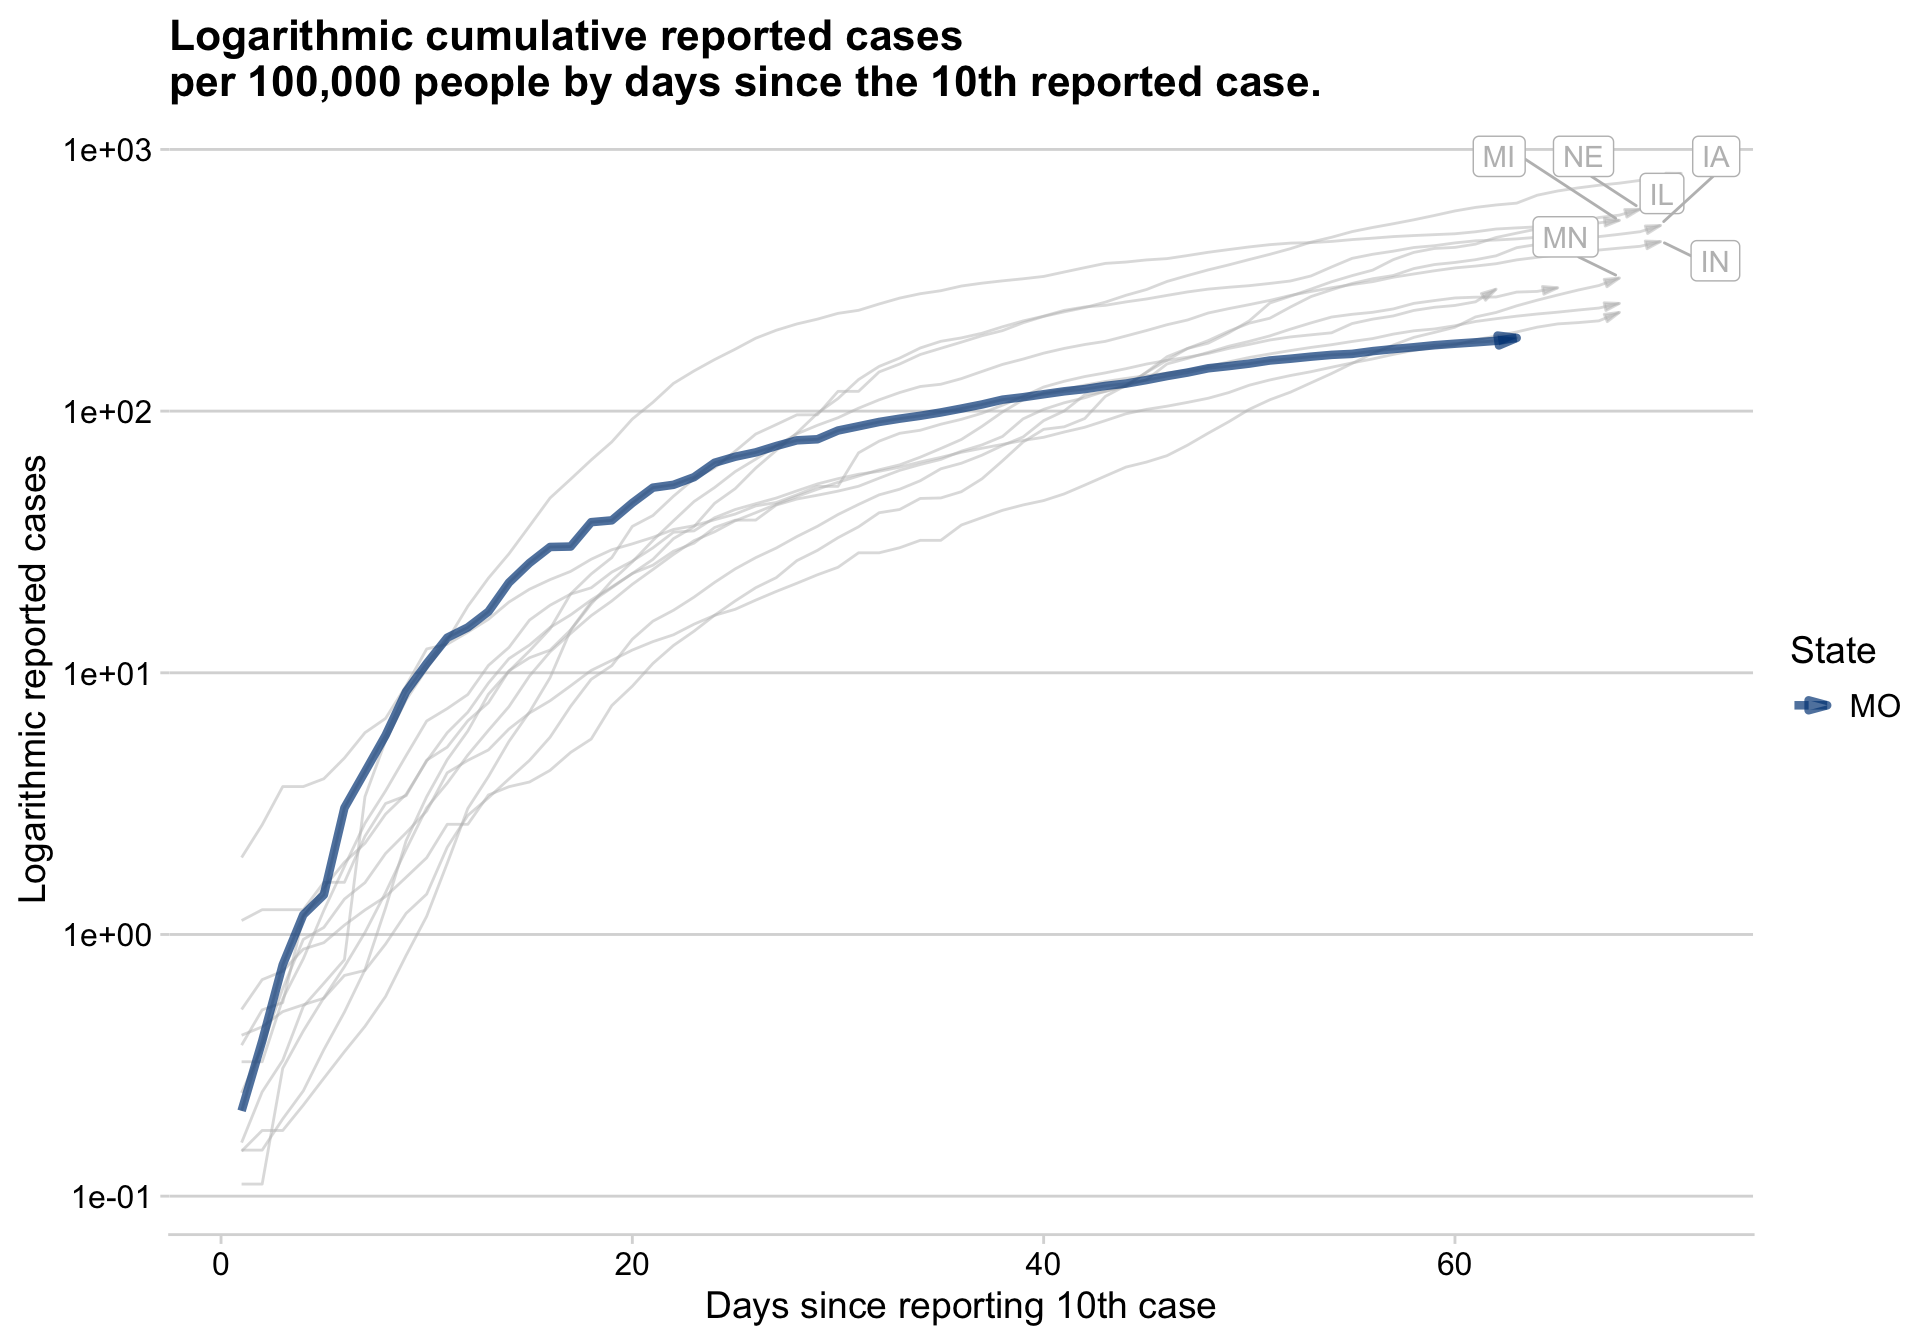 Logarithmic cumulative reported cases
per 100,000 people by days since the 10th reported case.
1e+03
1e+02
1e+01
1e+00
1e-01
Logarithmic reported cases
MI
NE
IA
IL
MN
IN
State
MO
0
20
40
60
Days since reporting 10th case